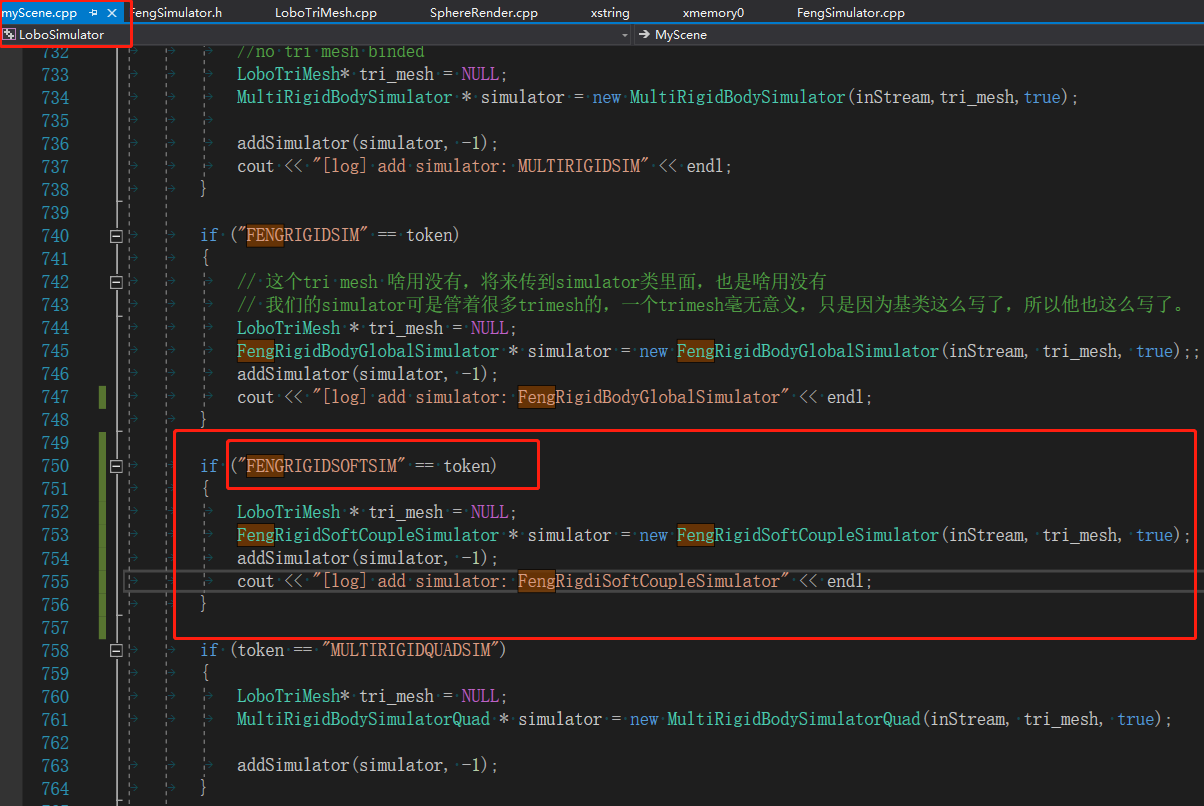 myScene.cpp FengSimulator.h LoboTriMesh.cpp SphereRender.cpp xstring xmemory0 FengSimulator.cpp
LoboSimulator MyScene
732 //no tri mesh binded
733 LoboTriMesh* tri_mesh = NULL;
734 MultiRigidBodySimulator * simulator = new MultiRigidBodySimulator(inStream,tri_mesh,true);
735
736 addSimulator(simulator, -1);
737 cout << "[log] add simulator: MULTIRIGIDSIM" << endl;
738 }
739
740 if ("FENGRIGIDSIM" == token)
741 {
742 // 这个tri mesh 啥用没有，将来传到simulator类里面，也是啥用没有
743 // 我们的simulator可是管着很多trimesh的，一个trimesh毫无意义，只是因为基类这么写了，所以他也这么写了。
744 LoboTriMesh * tri_mesh = NULL;
745 FengRigidBodyGlobalSimulator * simulator = new FengRigidBodyGlobalSimulator(inStream, tri_mesh, true);;
746 addSimulator(simulator, -1);
747 cout << "[log] add simulator: FengRigidBodyGlobalSimulator" << endl;
748 }
749
750 if ("FENGRIGIDSOFTSIM" == token)
751 {
752 LoboTriMesh * tri_mesh = NULL;
753 FengRigidSoftCoupleSimulator * simulator = new FengRigidSoftCoupleSimulator(inStream, tri_mesh, true);
754 addSimulator(simulator, -1);
755 cout << "[log] add simulator: FengRigdiSoftCoupleSimulator" << endl;
756 }
757
758 if (token == "MULTIRIGIDQUADSIM")
759 {
760 LoboTriMesh* tri_mesh = NULL;
761 MultiRigidBodySimulatorQuad * simulator = new MultiRigidBodySimulatorQuad(inStream, tri_mesh, true);
762
763 addSimulator(simulator, -1);
764 }